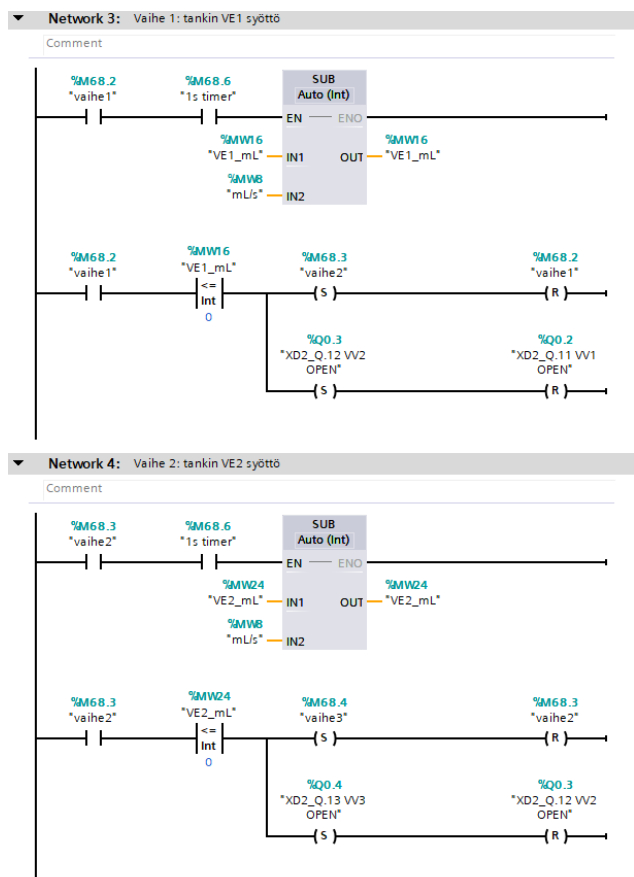 Network 3: Vaihe 1: tankin VE1 syöttö
Comment
%M68.2 %M68.6 SUB
"vaihe1" "1s timer" Auto (Int)
EN ENO
%MW16 %MW16
"VE1_mL" IN1 OUT "VE1_mL"
%MW8
"mL/s" IN2
%M68.2 %MW16 %M68.3 %M68.2
"vaihe1" "VE1_mL" "vaihe2" "vaihe1"
<=
Int
S R
0
%Q0.3 %Q0.2
"XD2_Q.12 VV2 "XD2_Q.11 VV1
OPEN" OPEN"
S R
Network 4: Vaihe 2: tankin VE2 syöttö
Comment
%M68.3 %M68.6 SUB
"vaihe2" "1s timer" Auto (Int)
EN ENO
%MW24 %MW24
"VE2_mL" IN1 OUT "VE2_mL"
%MW8
"mL/s" IN2
%M68.3 %MW24 %M68.4 %M68.3
"vaihe2" "VE2_mL" "vaihe3" "vaihe2"
<=
Int
S R
0
%Q0.4 %Q0.3
"XD2_Q.13 VV3 "XD2_Q.12 VV2
OPEN" OPEN"
S R